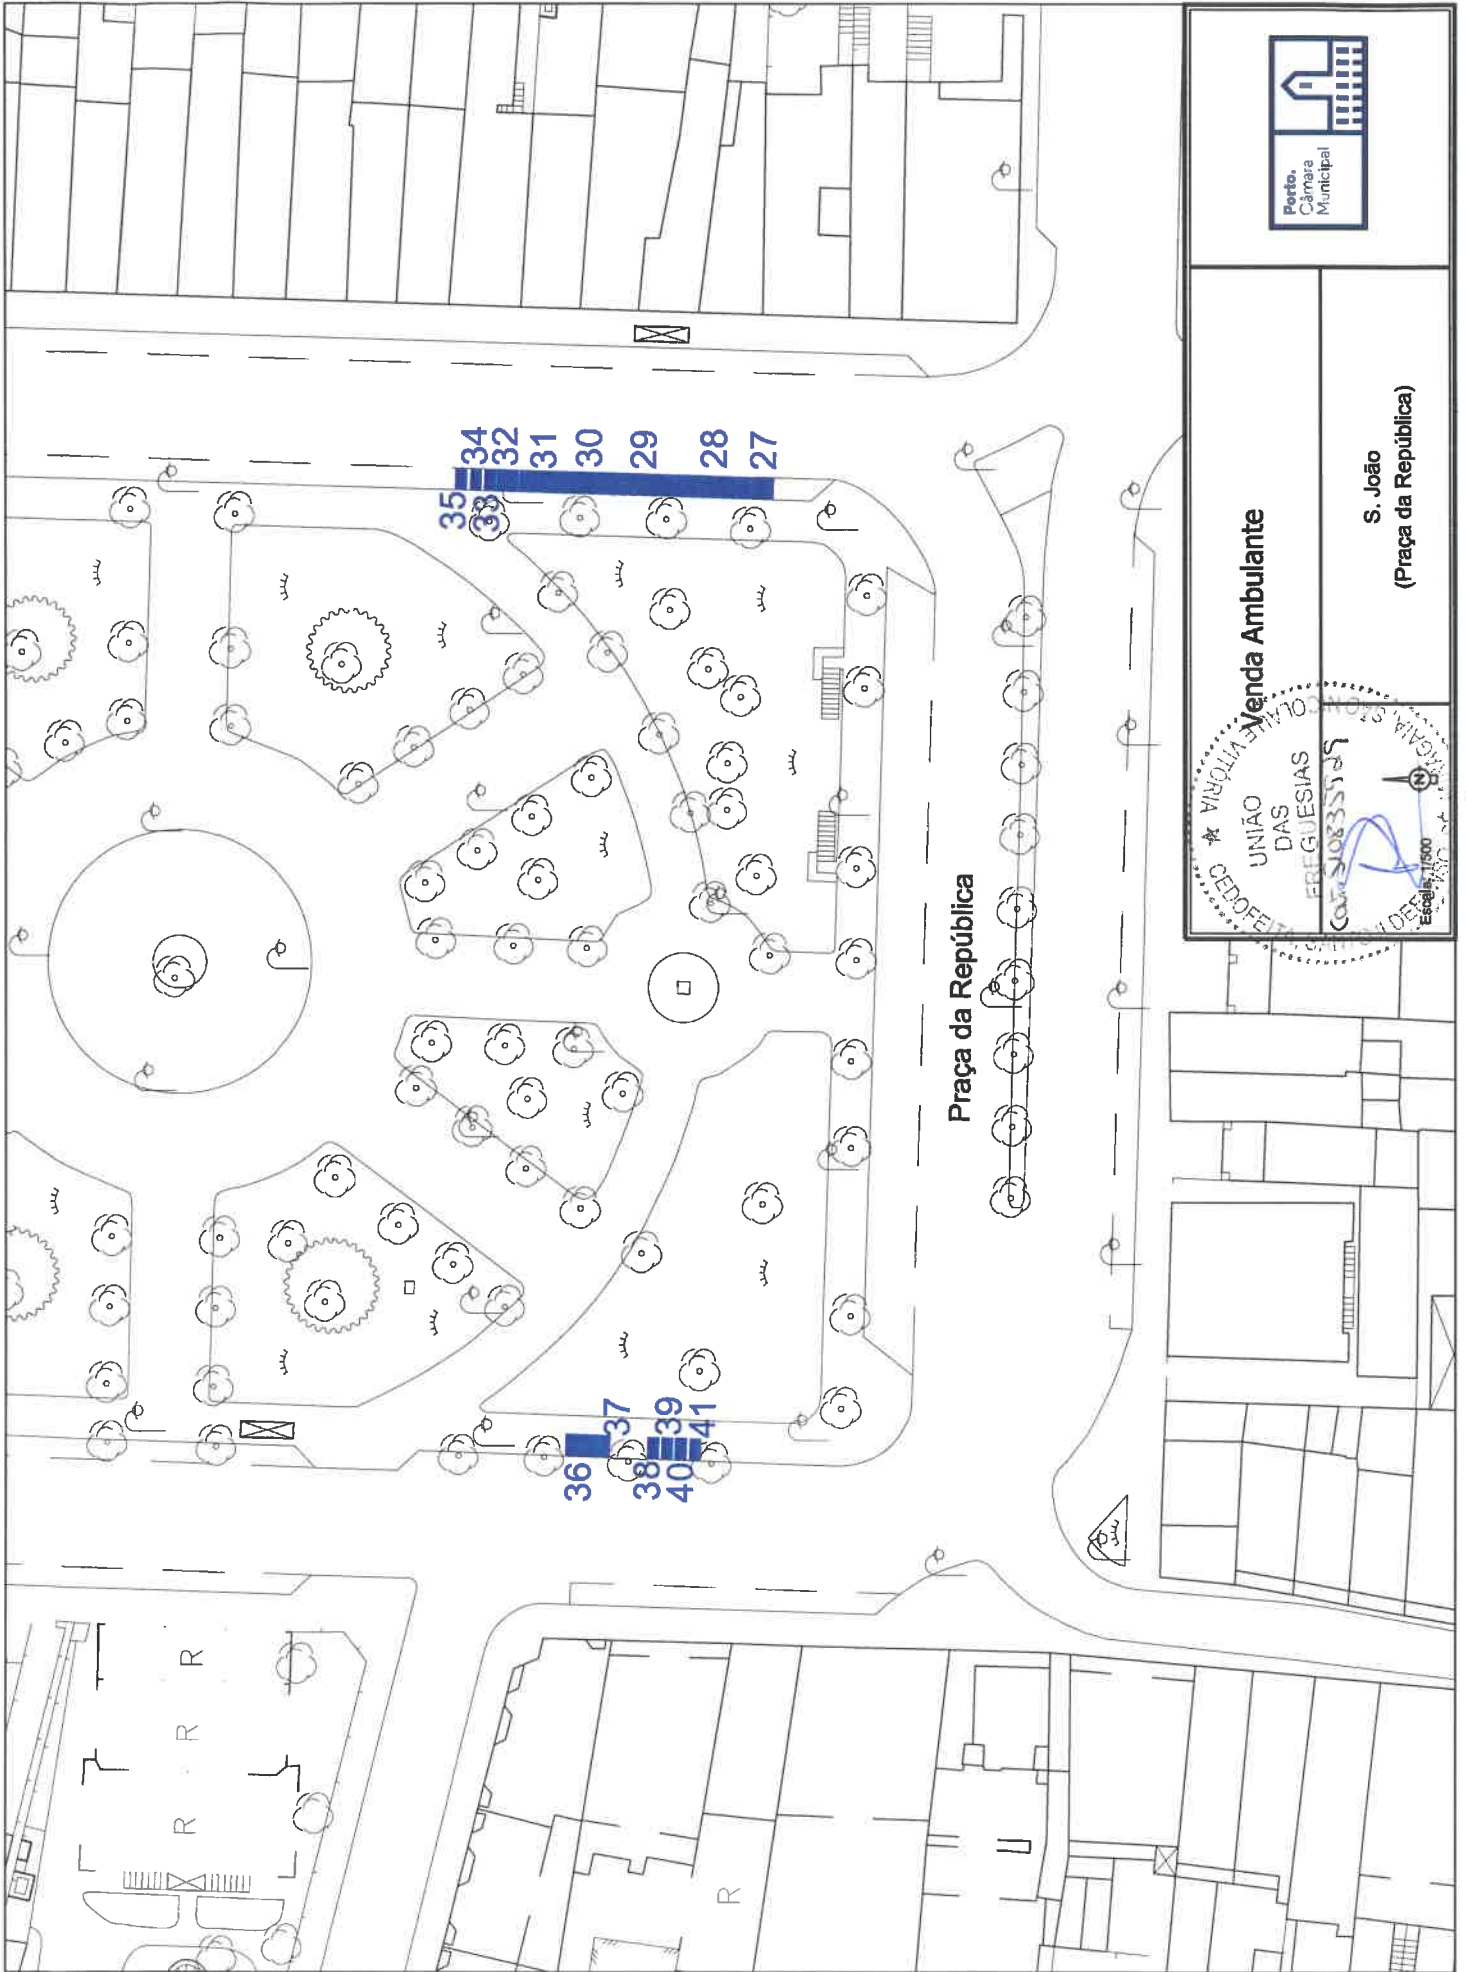 35
34
33
32
31
30
29
28
27
36
37
38
39
40
41
Praça da República
R
R
R
R
Porto.
Câmara
Municipal
Venda Ambulante
S. João
(Praça da República)
UNIÃO
DAS
FREGUESIAS
CEDOFEITA,
VITÓRIA
N
Escala: 1/500